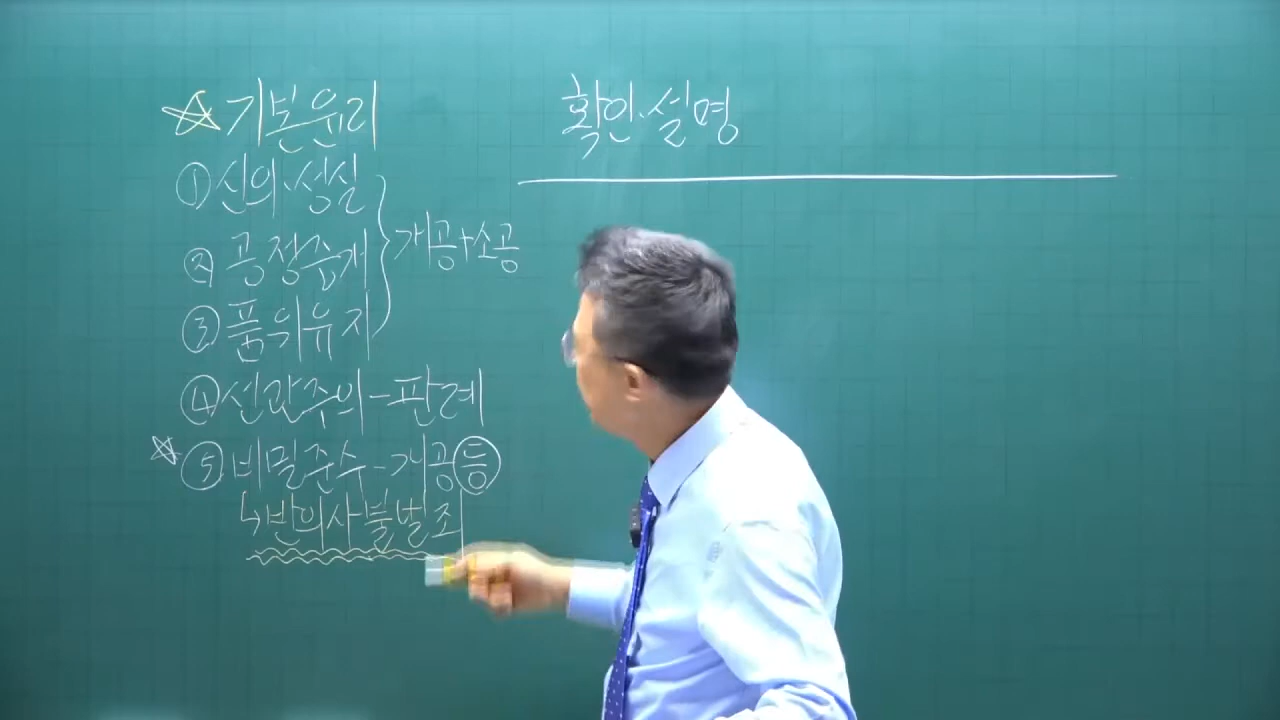 ☆기본윤리
①신의·성실
②공정중개
③품위유지
개공+소공
④선관주의-판례
☆⑤비밀준수-개공등
↳반의사불벌죄
확인·설명